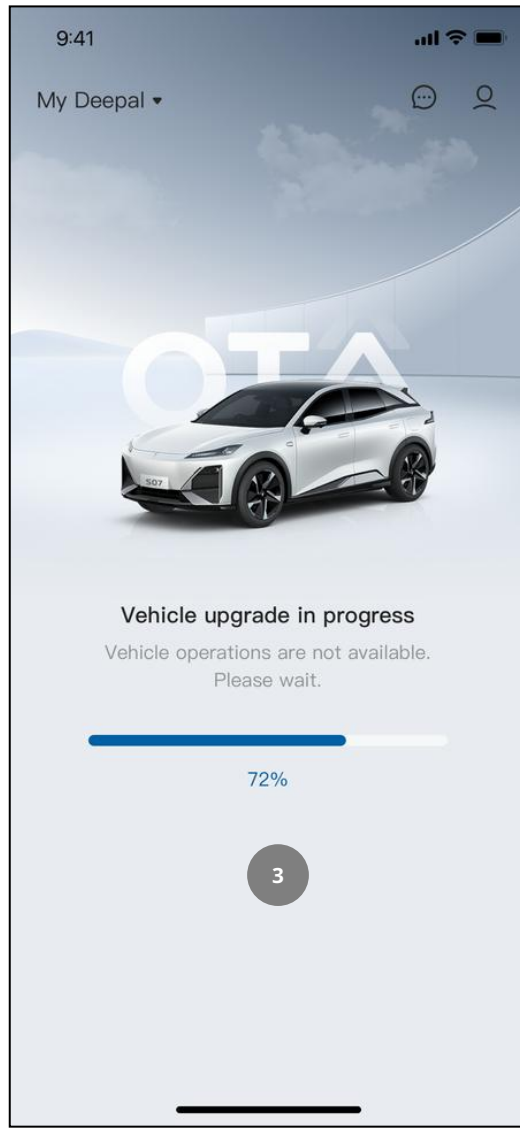 9:41
My Deepal
OTA
S07
Vehicle upgrade in progress
Vehicle operations are not available.
Please wait.
72%
3